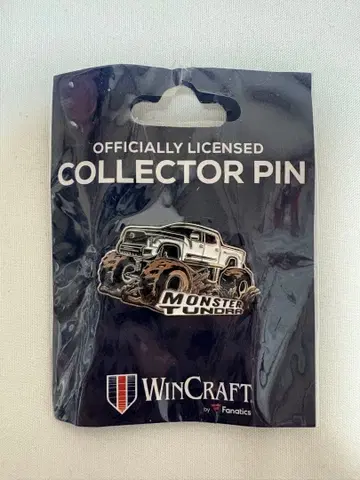 OFFICIALLY LICENSED
COLLECTOR PIN
MONSTER
TUNDRA
WINCRAFT
by Fanatics